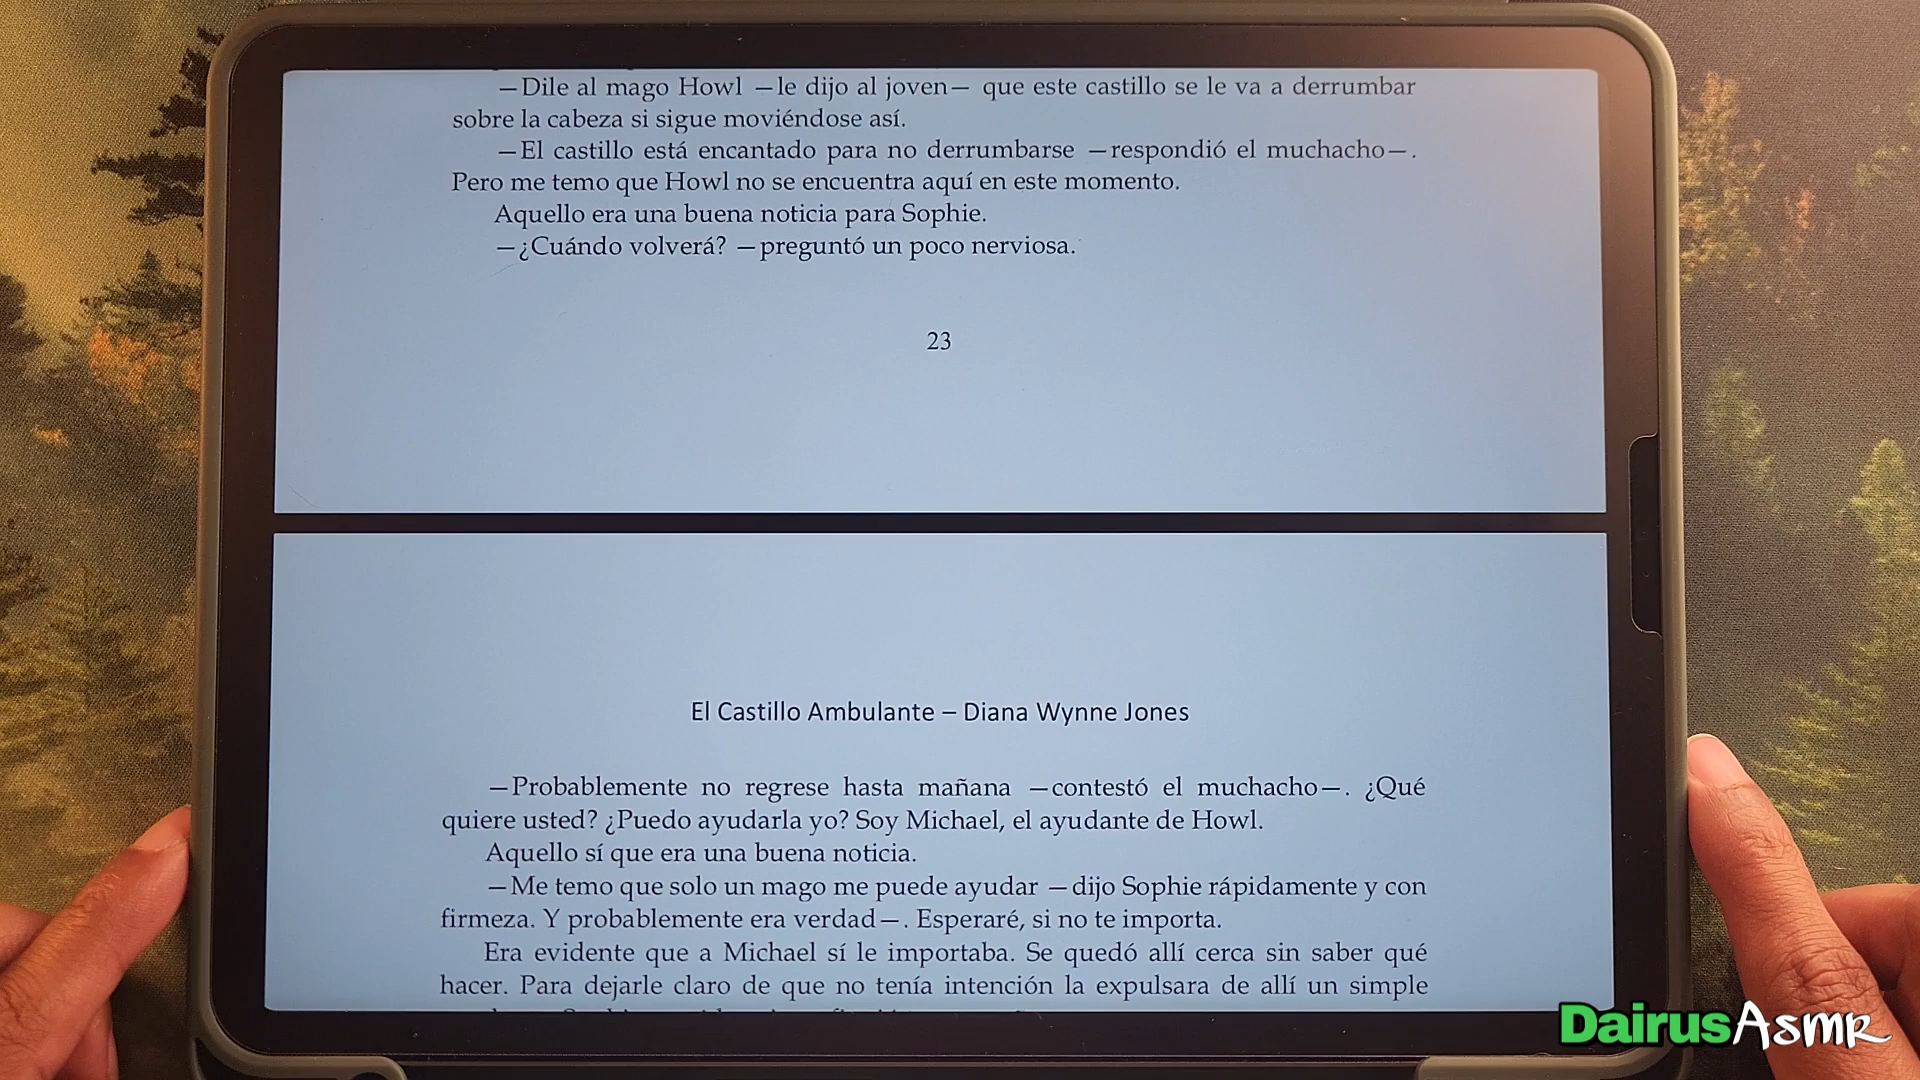 —Dile al mago Howl —le dijo al joven— que este castillo se le va a derrumbar
sobre la cabeza si sigue moviéndose así.
—El castillo está encantado para no derrumbarse —respondió el muchacho—.
Pero me temo que Howl no se encuentra aquí en este momento.
Aquello era una buena noticia para Sophie.
—¿Cuándo volverá? —preguntó un poco nerviosa.
23
El Castillo Ambulante – Diana Wynne Jones
—Probablemente no regrese hasta mañana —contestó el muchacho—. ¿Qué
quiere usted? ¿Puedo ayudarla yo? Soy Michael, el ayudante de Howl.
Aquello sí que era una buena noticia.
—Me temo que solo un mago me puede ayudar —dijo Sophie rápidamente y con
firmeza. Y probablemente era verdad—. Esperaré, si no te importa.
Era evidente que a Michael sí le importaba. Se quedó allí cerca sin saber qué
hacer. Para dejarle claro de que no tenía intención la expulsara de allí un simple
DairusAsmr